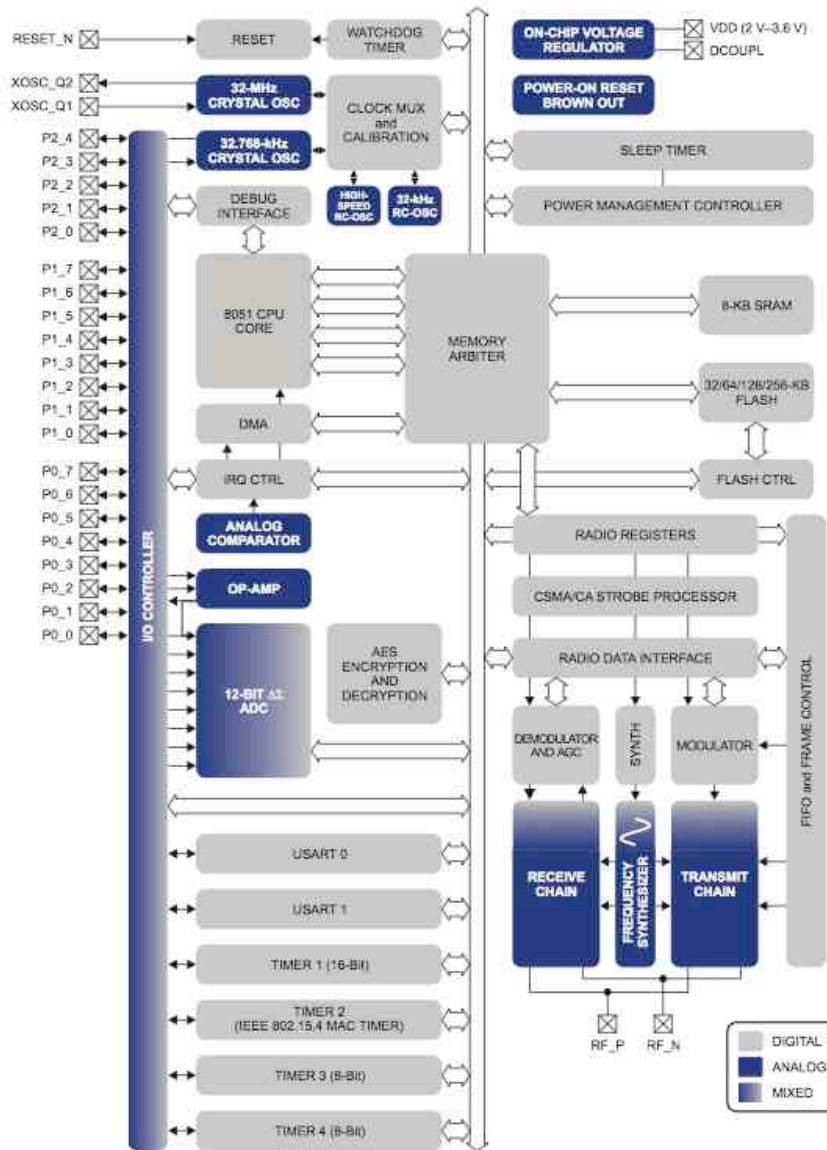 RESET_N
RESET
WATCHDOG
TIMER
ON-CHIP VOLTAGE
REGULATOR
VDD (2 V–3.6 V)
DCOUPL
XOSC_Q2
XOSC_Q1
32-MHz
CRYSTAL OSC
CLOCK MUX
and
CALIBRATION
POWER-ON RESET
BROWN OUT
P2_4
P2_3
P2_2
P2_1
P2_0
32.768-kHz
CRYSTAL OSC
SLEEP TIMER
DEBUG
INTERFACE
HIGH-
SPEED
RC-OSC
32-kHz
RC-OSC
POWER MANAGEMENT CONTROLLER
P1_7
P1_6
P1_5
P1_4
P1_3
P1_2
P1_1
P1_0
8051 CPU
CORE
MEMORY
ARBITER
8-KB SRAM
32/64/128/256-KB
FLASH
DMA
P0_7
P0_6
P0_5
P0_4
P0_3
P0_2
P0_1
P0_0
IRQ CTRL
FLASH CTRL
ANALOG
COMPARATOR
RADIO REGISTERS
I/O CONTROLLER
OP-AMP
CSMA/CA STROBE PROCESSOR
12-BIT ΔΣ
ADC
AES
ENCRYPTION
AND
DECRYPTION
RADIO DATA INTERFACE
FIFO and FRAME CONTROL
DEMODULATOR
AND AGC
SYNTH
MODULATOR
USART 0
RECEIVE
CHAIN
FREQUENCY
SYNTHESIZER
TRANSMIT
CHAIN
USART 1
TIMER 1 (16-Bit)
TIMER 2
(IEEE 802.15.4 MAC TIMER)
RF_P
RF_N
TIMER 3 (8-Bit)
TIMER 4 (8-Bit)
DIGITAL
ANALOG
MIXED